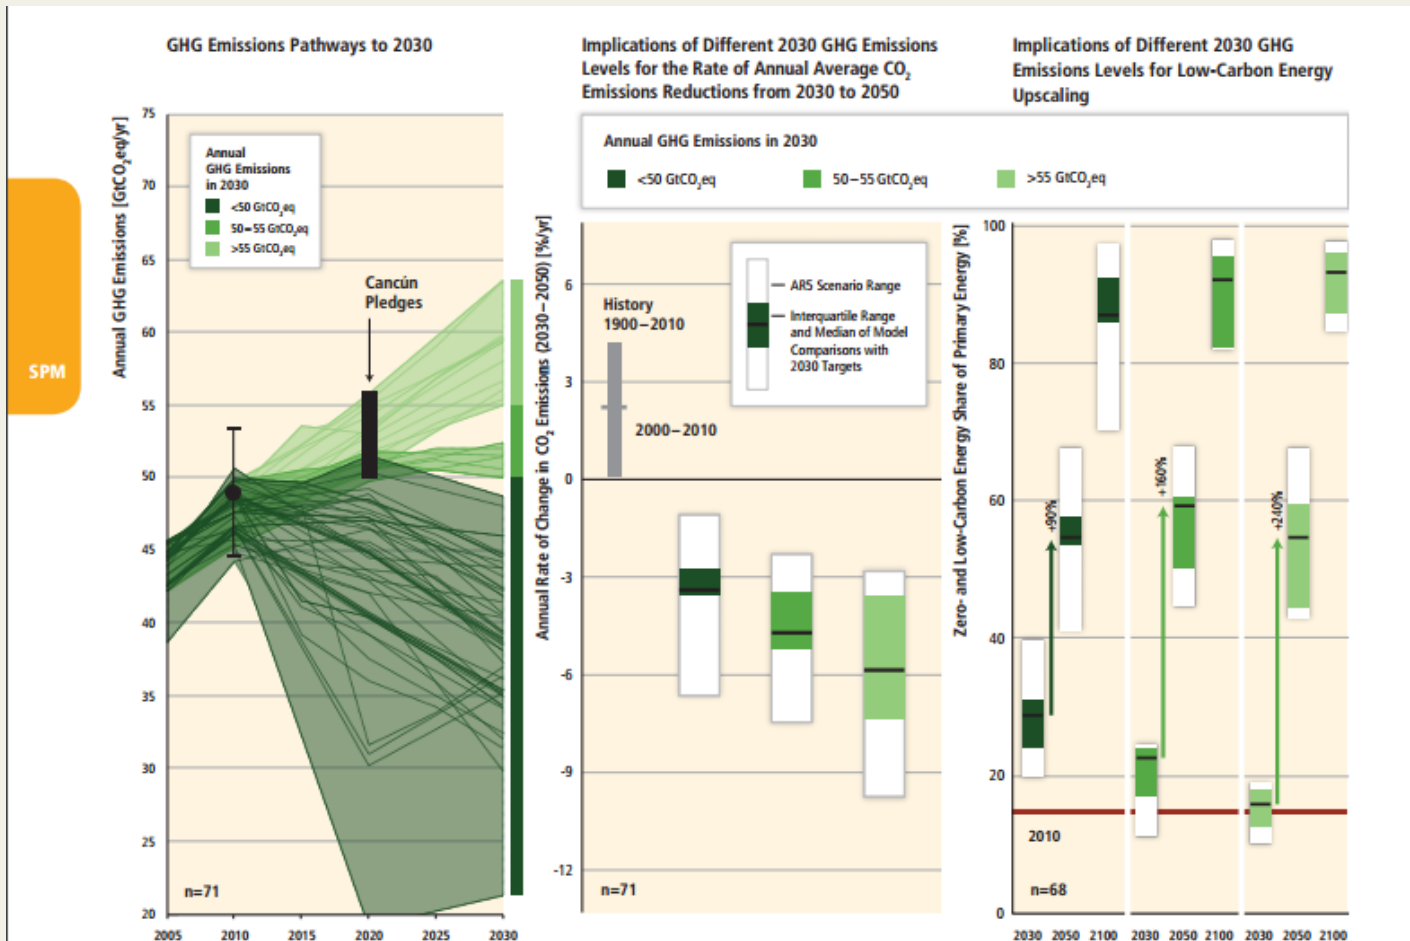 SPM
GHG Emissions Pathways to 2030
Annual GHG Emissions [GtCO₂eq/yr]
75
70
65
60
55
50
45
40
35
30
25
20
Annual
GHG Emissions
in 2030
<50 GtCO₂eq
50–55 GtCO₂eq
>55 GtCO₂eq
Cancún
Pledges
n=71
2005 2010 2015 2020 2025 2030
Implications of Different 2030 GHG Emissions
Levels for the Rate of Annual Average CO₂
Emissions Reductions from 2030 to 2050
Implications of Different 2030 GHG
Emissions Levels for Low-Carbon Energy
Upscaling
Annual GHG Emissions in 2030
<50 GtCO₂eq 50–55 GtCO₂eq >55 GtCO₂eq
Annual Rate of Change in CO₂ Emissions (2030–2050) [%/yr]
6
3
0
-3
-6
-9
-12
History
1900–2010
2000–2010
AR5 Scenario Range
Interquartile Range
and Median of Model
Comparisons with
2030 Targets
n=71
Zero- and Low-Carbon Energy Share of Primary Energy [%]
100
80
60
40
20
0
+90%
+160%
+240%
2010
n=68
2030 2050 2100 2030 2050 2100 2030 2050 2100